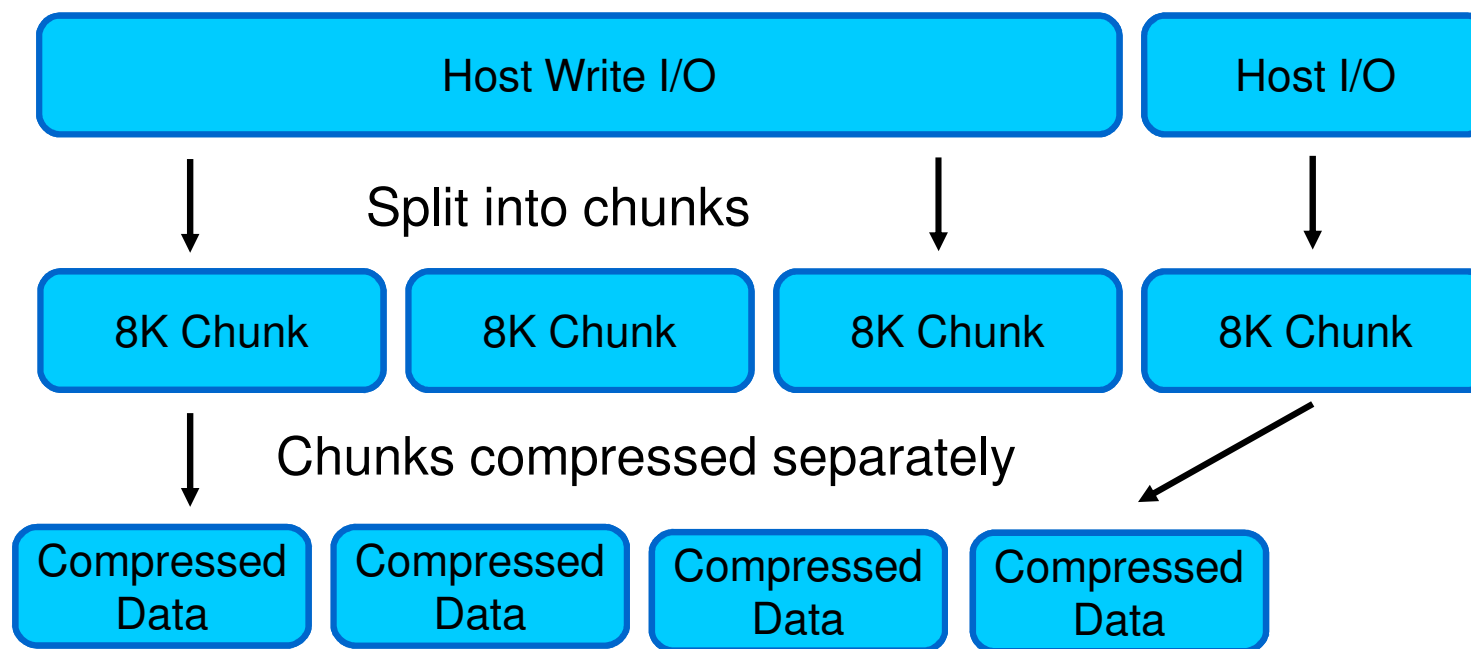 Host Write I/O
Host I/O
Split into chunks
8K Chunk
8K Chunk
8K Chunk
8K Chunk
Chunks compressed separately
Compressed
Data
Compressed
Data
Compressed
Data
Compressed
Data